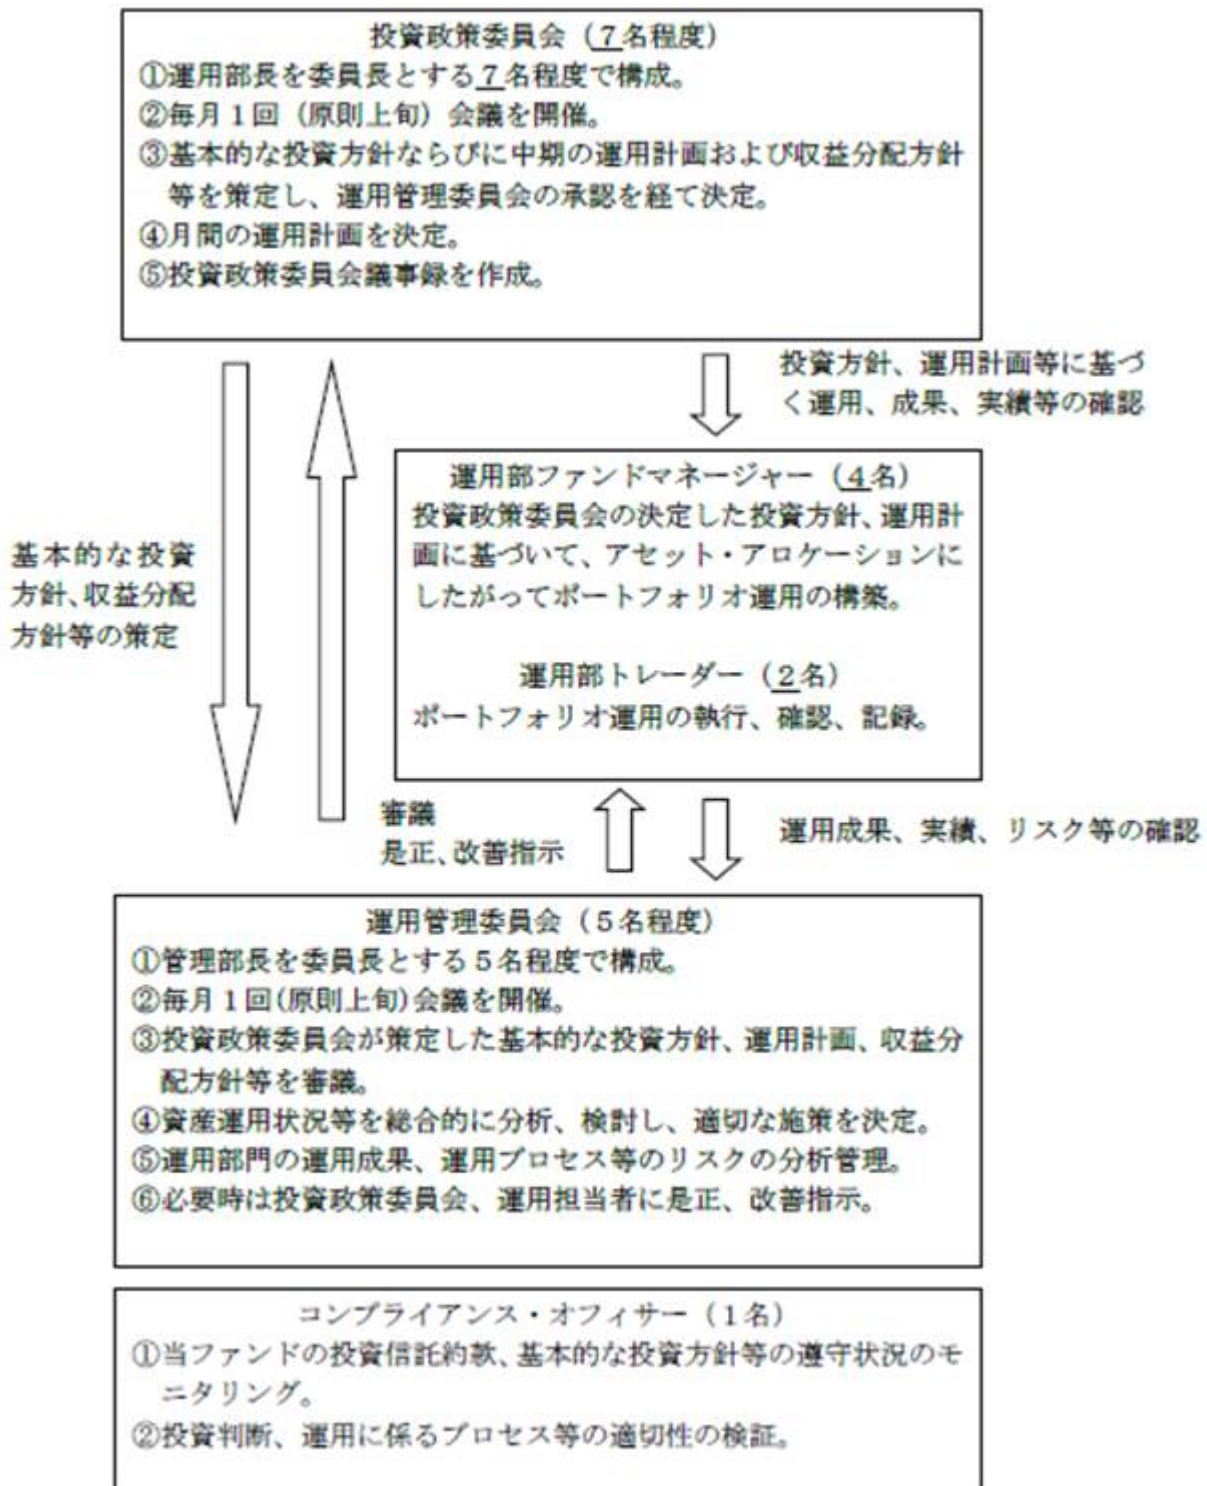 投資政策委員会（7名程度）
①運用部長を委員長とする7名程度で構成。
②毎月１回（原則上旬）会議を開催。
③基本的な投資方針ならびに中期の運用計画および収益分配方針
等を策定し、運用管理委員会の承認を経て決定。
④月間の運用計画を決定。
⑤投資政策委員会議事録を作成。
投資方針、運用計画等に基づ
く運用、成果、実績等の確認
運用部ファンドマネージャー（4名）
投資政策委員会の決定した投資方針、運用計
画に基づいて、アセット・アロケーションに
したがってポートフォリオ運用の構築。
運用部トレーダー（2名）
ポートフォリオ運用の執行、確認、記録。
基本的な投資
方針、収益分配
方針等の策定
審議
是正、改善指示
運用成果、実績、リスク等の確認
運用管理委員会（５名程度）
①管理部長を委員長とする５名程度で構成。
②毎月１回(原則上旬)会議を開催。
③投資政策委員会が策定した基本的な投資方針、運用計画、収益分
配方針等を審議。
④資産運用状況等を総合的に分析、検討し、適切な施策を決定。
⑤運用部門の運用成果、運用プロセス等のリスクの分析管理。
⑥必要時は投資政策委員会、運用担当者に是正、改善指示。
コンプライアンス・オフィサー（１名）
①当ファンドの投資信託約款、基本的な投資方針等の遵守状況のモ
ニタリング。
②投資判断、運用に係るプロセス等の適切性の検証。